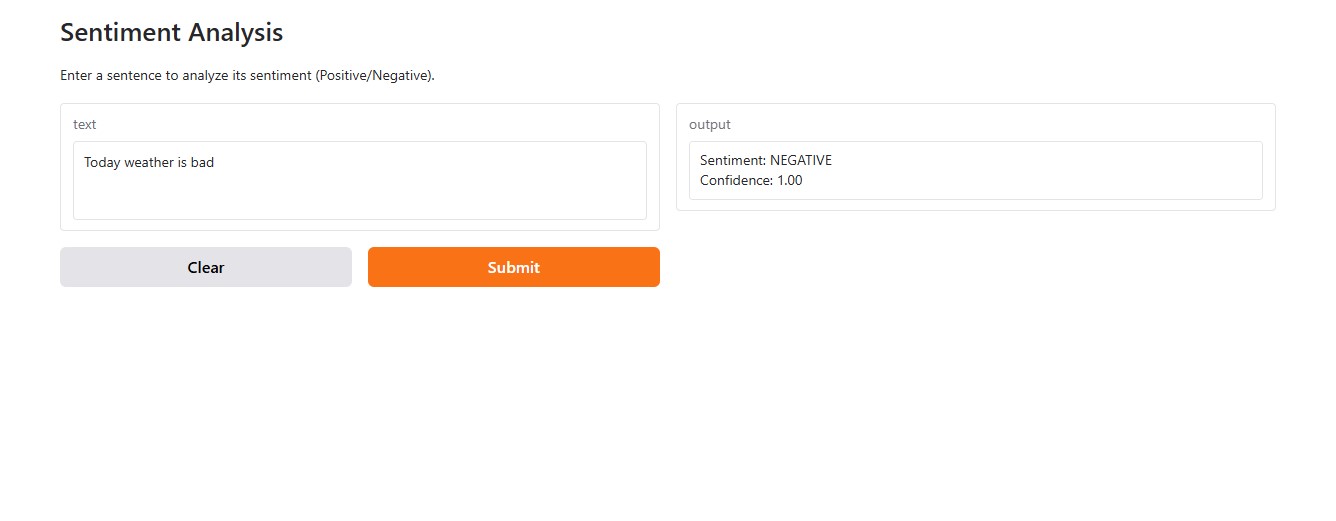 Sentiment Analysis
Enter a sentence to analyze its sentiment (Positive/Negative).
text
Today weather is bad
Clear
Submit
output
Sentiment: NEGATIVE
Confidence: 1.00